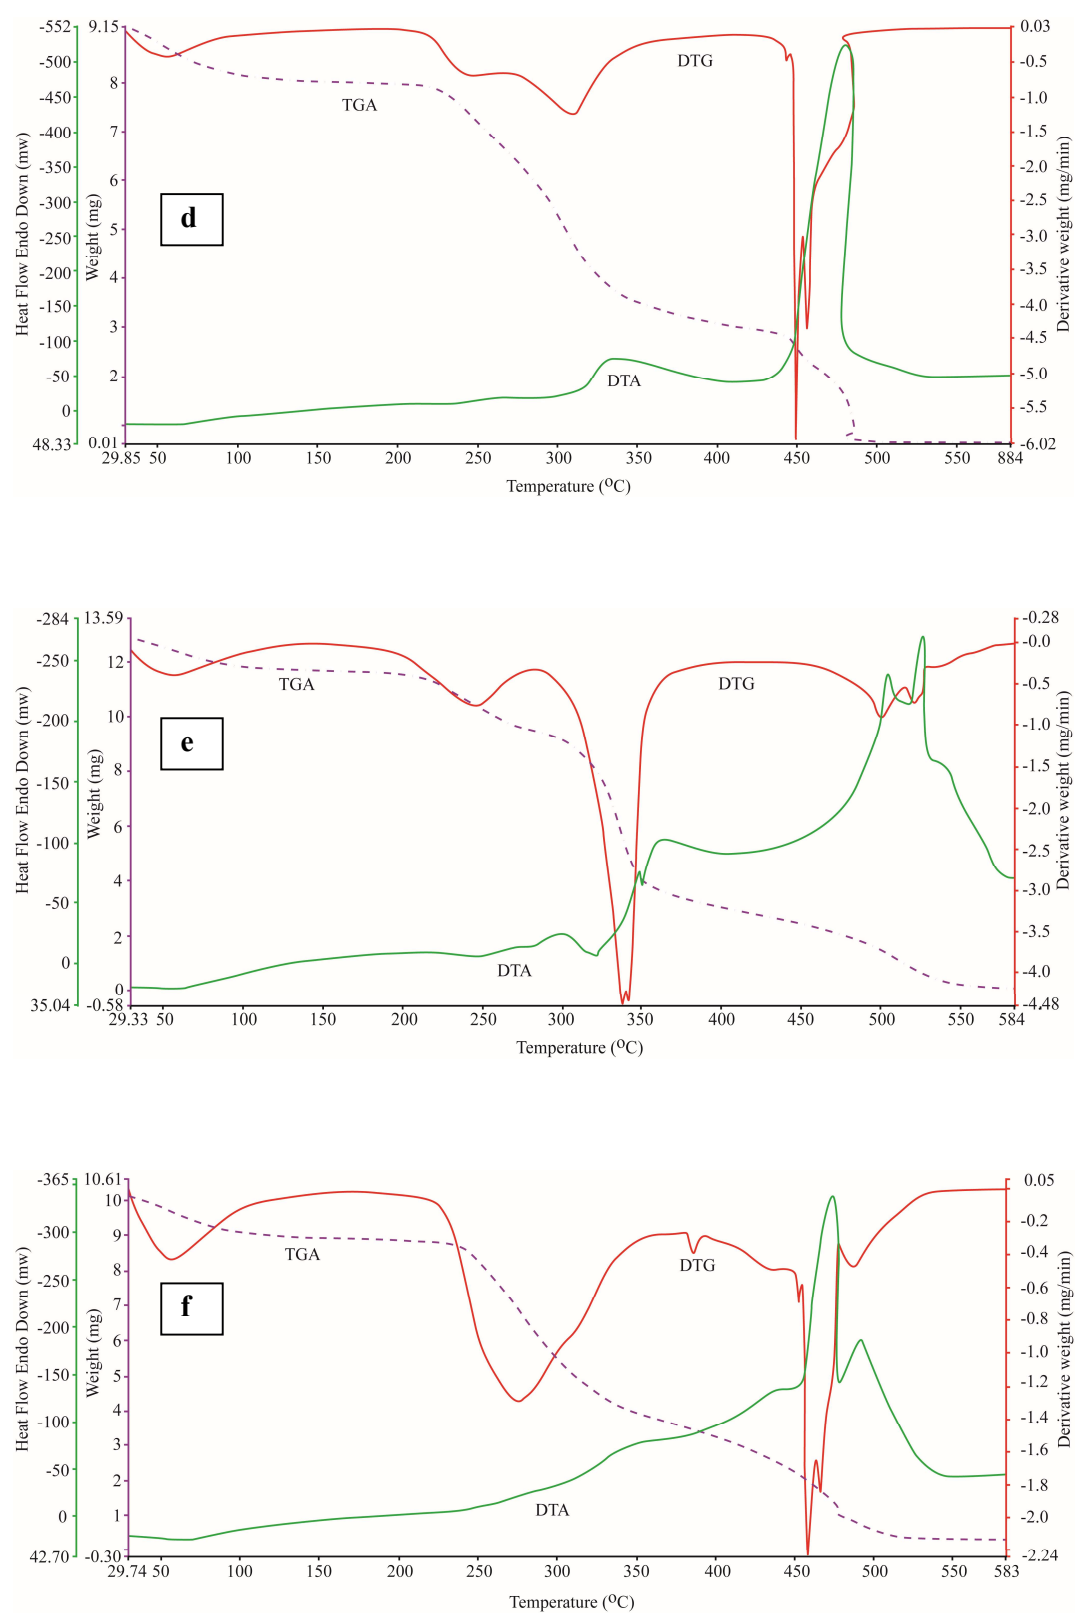 -552 9.15 0.03
-500 -0.5
8
-450 -1.0
-400 7 -1.5
-350 6 -2.0
-300 -2.5
-250 5 -3.0
-200 4 -3.5
-150 3 -4.0
-100 -4.5
-50 2 -5.0
0 -5.5
48.33 0.01 -6.02
29.85 50 100 150 200 250 300 350 400 450 500 550 884
Temperature (oC)
Heat Flow Endo Down (mw)
Weight (mg)
Derivative weight (mg/min)
DTG
TGA
DTA
d
-284 13.59 -0.28
-0.0
-250 12 -0.5
-200 10 -1.0
-150 8 -1.5
-2.0
-100 6 -2.5
4 -3.0
-50 2 -3.5
0 -4.0
0
35.04 -0.58 -4.48
29.33 50 100 150 200 250 300 350 400 450 500 550 584
Temperature (oC)
Heat Flow Endo Down (mw)
Weight (mg)
Derivative weight (mg/min)
TGA
DTG
DTA
e
-365 10.61 0.05
10
-300 9 -0.2
-250 8 -0.4
-0.6
-200 7 -0.8
6 -1.0
-150 5 -1.2
-100 4 -1.4
3 -1.6
-50 2 -1.8
0 1 -2.0
42.70 -0.30 -2.24
29.74 50 100 150 200 250 300 350 400 450 500 550 583
Temperature (oC)
Heat Flow Endo Down (mw)
Weight (mg)
Derivative weight (mg/min)
TGA
DTG
DTA
f